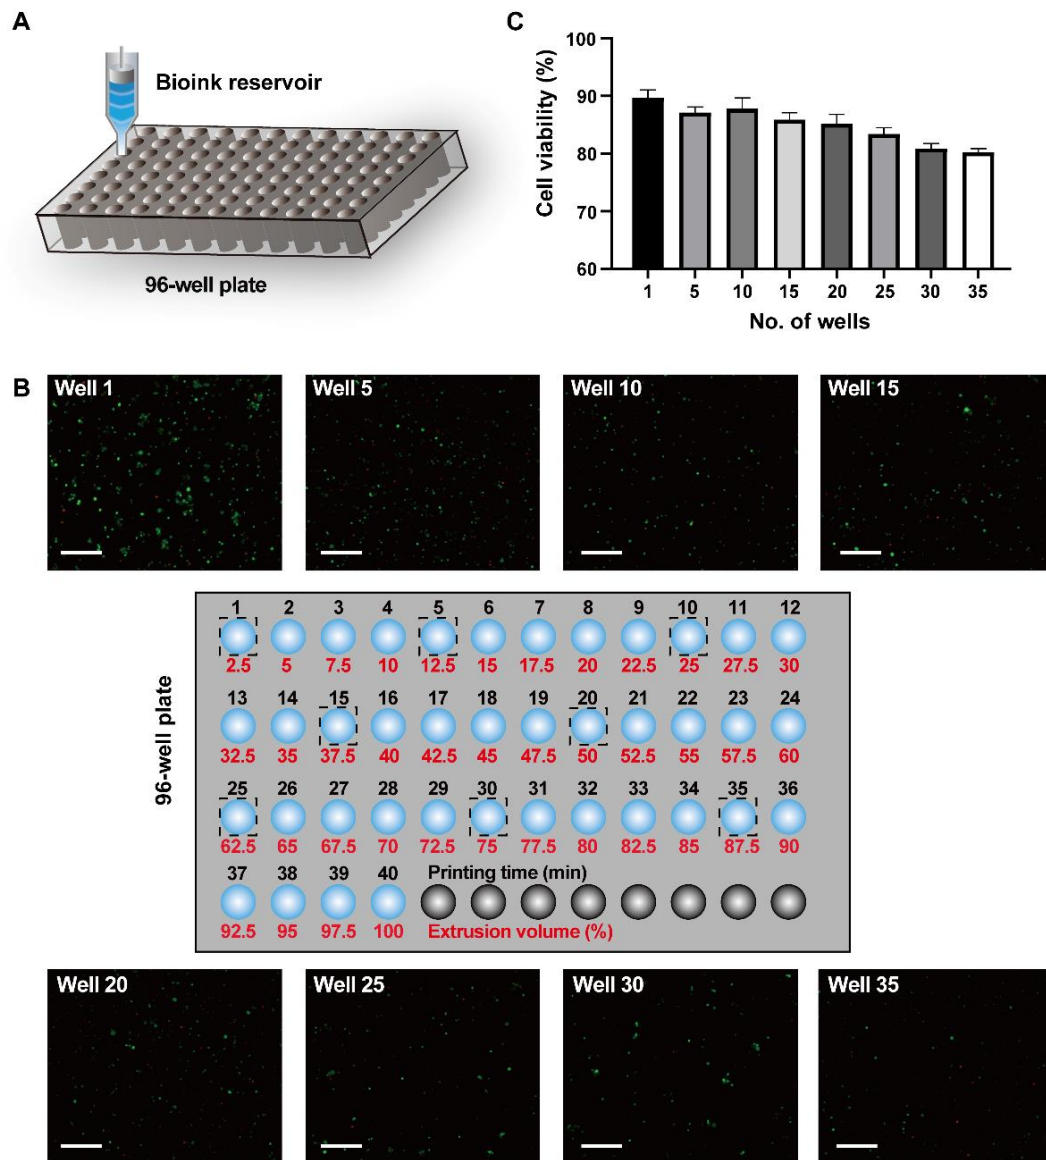 A
Bioink reservoir
96-well plate
C
Cell viability (%)
100
90
80
70
60
1 5 10 15 20 25 30 35
No. of wells
B
Well 1
Well 5
Well 10
Well 15
96-well plate
1 2 3 4 5 6 7 8 9 10 11 12
2.5 5 7.5 10 12.5 15 17.5 20 22.5 25 27.5 30
13 14 15 16 17 18 19 20 21 22 23 24
32.5 35 37.5 40 42.5 45 47.5 50 52.5 55 57.5 60
25 26 27 28 29 30 31 32 33 34 35 36
62.5 65 67.5 70 72.5 75 77.5 80 82.5 85 87.5 90
37 38 39 40 Printing time (min)
92.5 95 97.5 100 Extrusion volume (%)
Well 20
Well 25
Well 30
Well 35